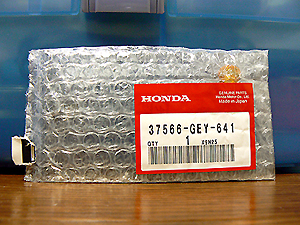 GENUINE PARTS
Honda Motor Co., Ltd.
Made in Japan
HONDA
37566-GEY-641
QTY 1